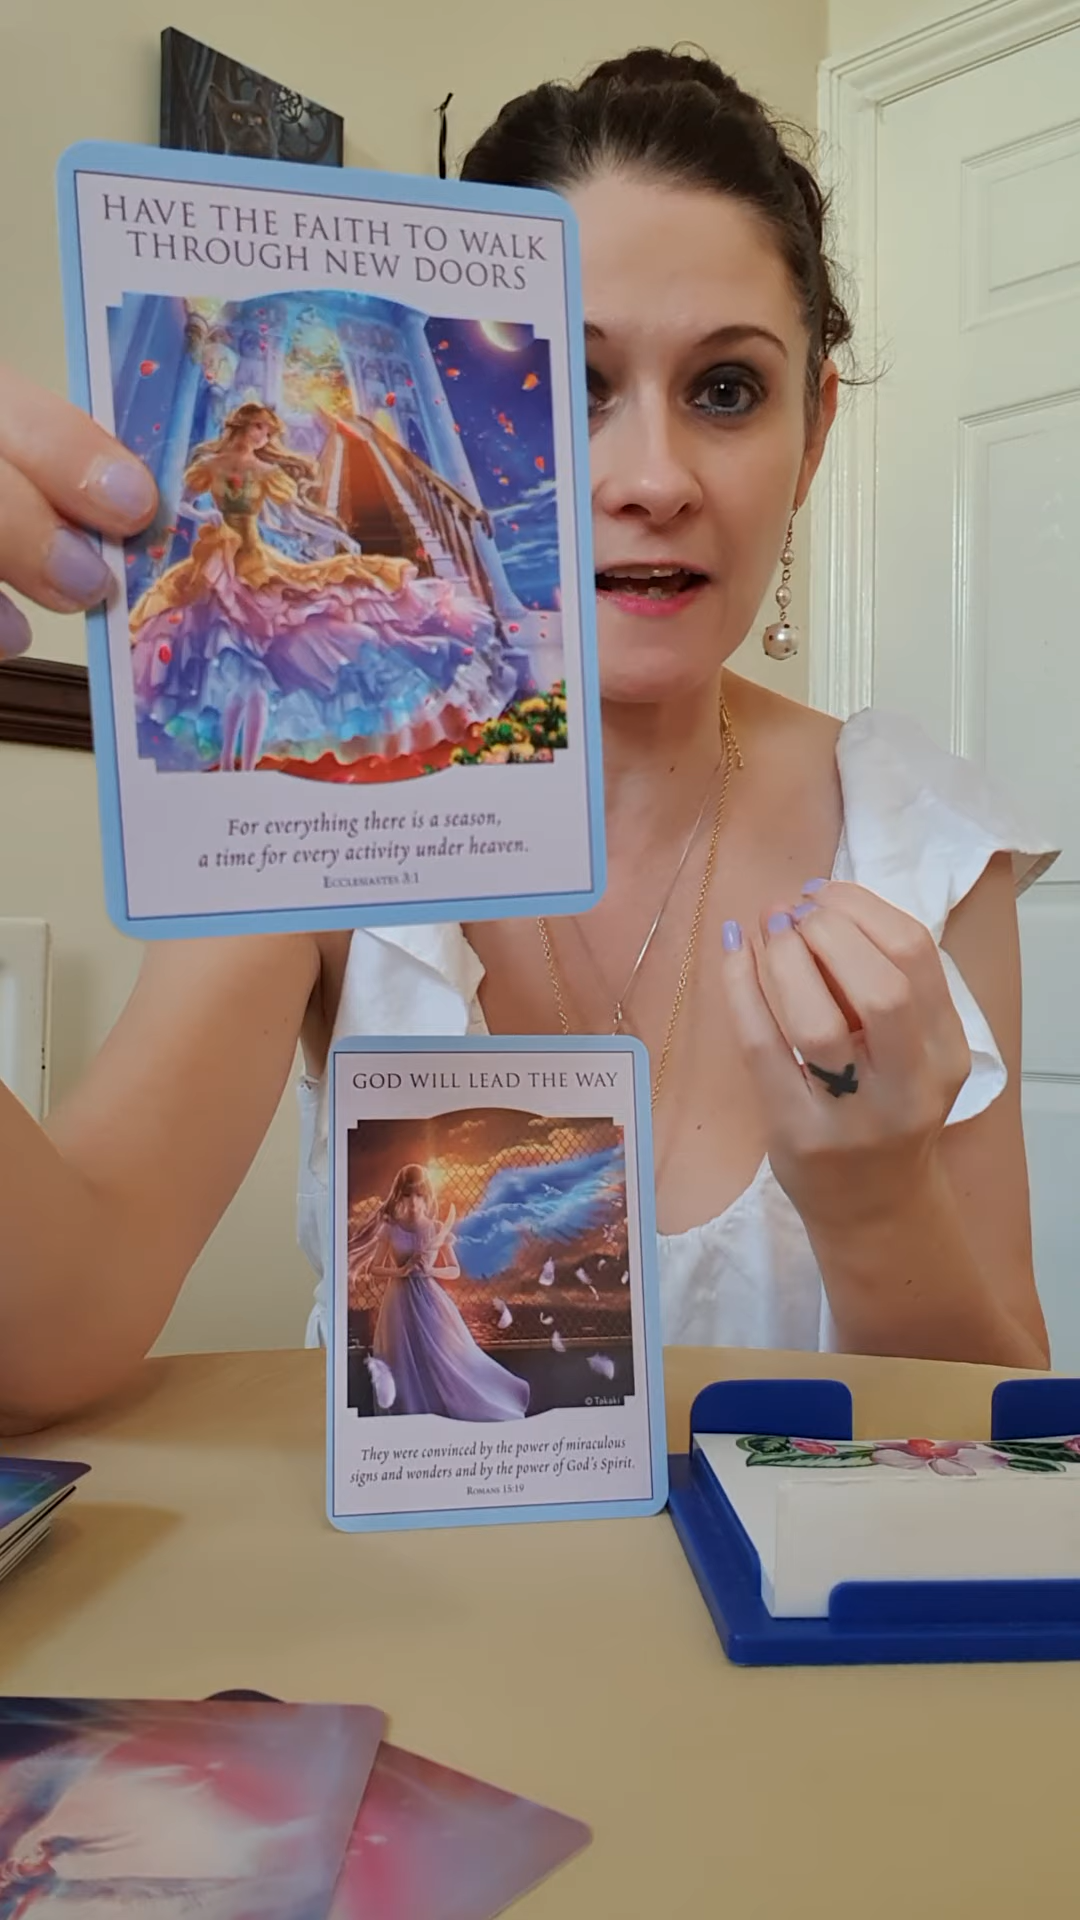 HAVE THE FAITH TO WALK
THROUGH NEW DOORS
For everything there is a season,
a time for every activity under heaven.
ECCLESIASTES 3:1
GOD WILL LEAD THE WAY
© Takaki
They were convinced by the power of miraculous
signs and wonders and by the power of God's Spirit.
ROMANS 15:19